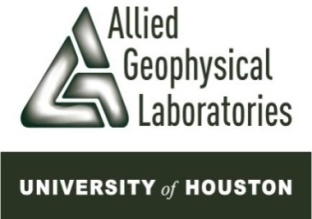 Allied
Geophysical
Laboratories
UNIVERSITY of HOUSTON